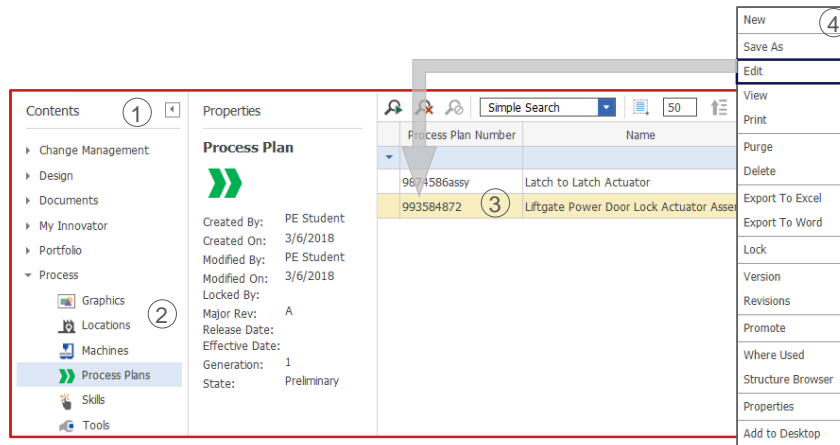 Contents
1
Change Management
Design
Documents
My Innovator
Portfolio
Process
Graphics
Locations
2
Machines
Process Plans
Skills
Tools
Properties
Process Plan
Created By: PE Student
Created On: 3/6/2018
Modified By: PE Student
Modified On: 3/6/2018
Locked By:
Major Rev: A
Release Date:
Effective Date:
Generation: 1
State: Preliminary
Simple Search 50
Process Plan Number Name
9874586assy Latch to Latch Actuator
993584872 3 Liftgate Power Door Lock Actuator Asser
New 4
Save As
Edit
View
Print
Purge
Delete
Export To Excel
Export To Word
Lock
Version
Revisions
Promote
Where Used
Structure Browser
Properties
Add to Desktop